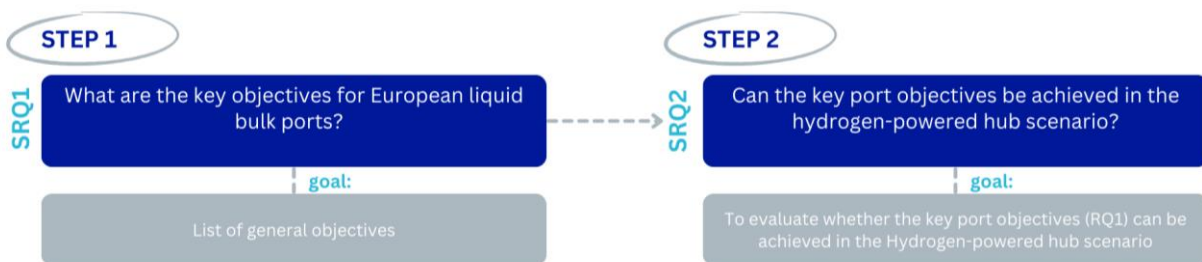 STEP 1
SRQ1
What are the key objectives for European liquid
bulk ports?
goal:
List of general objectives
STEP 2
SRQ2
Can the key port objectives be achieved in the
hydrogen-powered hub scenario?
goal:
To evaluate whether the key port objectives (RQ1) can be
achieved in the Hydrogen-powered hub scenario